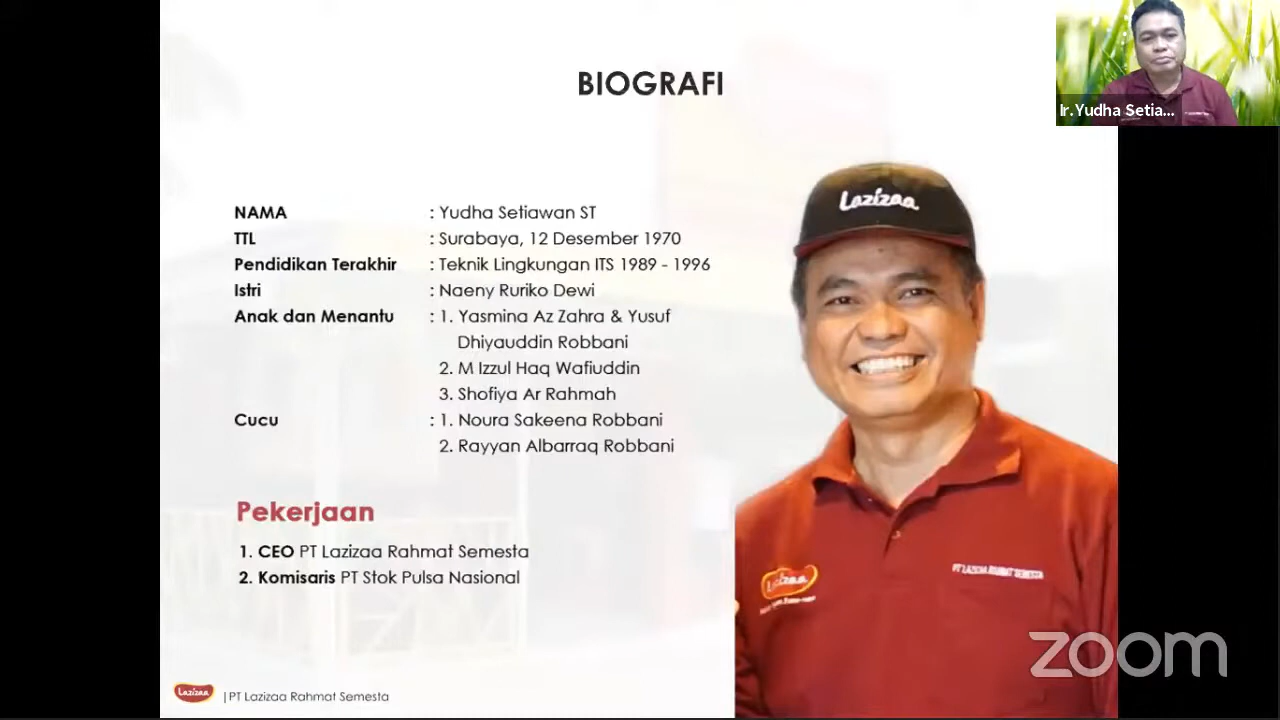 BIOGRAFI
Ir.Yudha Setia...
Lazizaa
NAMA : Yudha Setiawan ST
TTL : Surabaya, 12 Desember 1970
Pendidikan Terakhir : Teknik Lingkungan ITS 1989 - 1996
Istri : Naeny Ruriko Dewi
Anak dan Menantu : 1. Yasmina Az Zahra & Yusuf
Dhiyauddin Robbani
2. M Izzul Haq Wafiuddin
3. Shofiya Ar Rahmah
Cucu : 1. Noura Sakeena Robbani
2. Rayyan Albarraq Robbani
Pekerjaan
1. CEO PT Lazizaa Rahmat Semesta
2. Komisaris PT Stok Pulsa Nasional
Lazizaa
PT LAZIZAA RAHMAT SEMESTA
zoom
Lazizaa |PT Lazizaa Rahmat Semesta